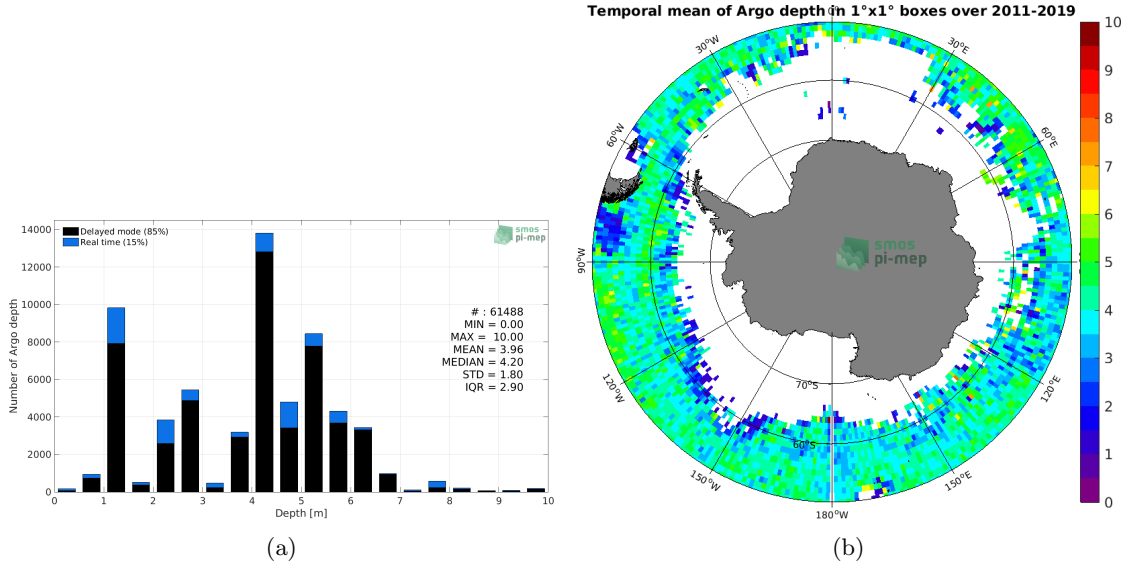 Delayed mode (85%)
Real time (15%)
smos
pi-mep
Number of Argo depth
14000
12000
10000
8000
6000
4000
2000
0
# : 61488
MIN = 0.00
MAX = 10.00
MEAN = 3.96
MEDIAN = 4.20
STD = 1.80
IQR = 2.90
0 1 2 3 4 5 6 7 8 9 10
Depth [m]
(a)
Temporal mean of Argo depth in 1°x1° boxes over 2011-2019
0°
30°W
30°E
60°W
60°E
90°W
120°W
120°E
150°W
150°E
180°W
70°S
60°S
smos
pi-mep
10
9
8
7
6
5
4
3
2
1
0
(b)